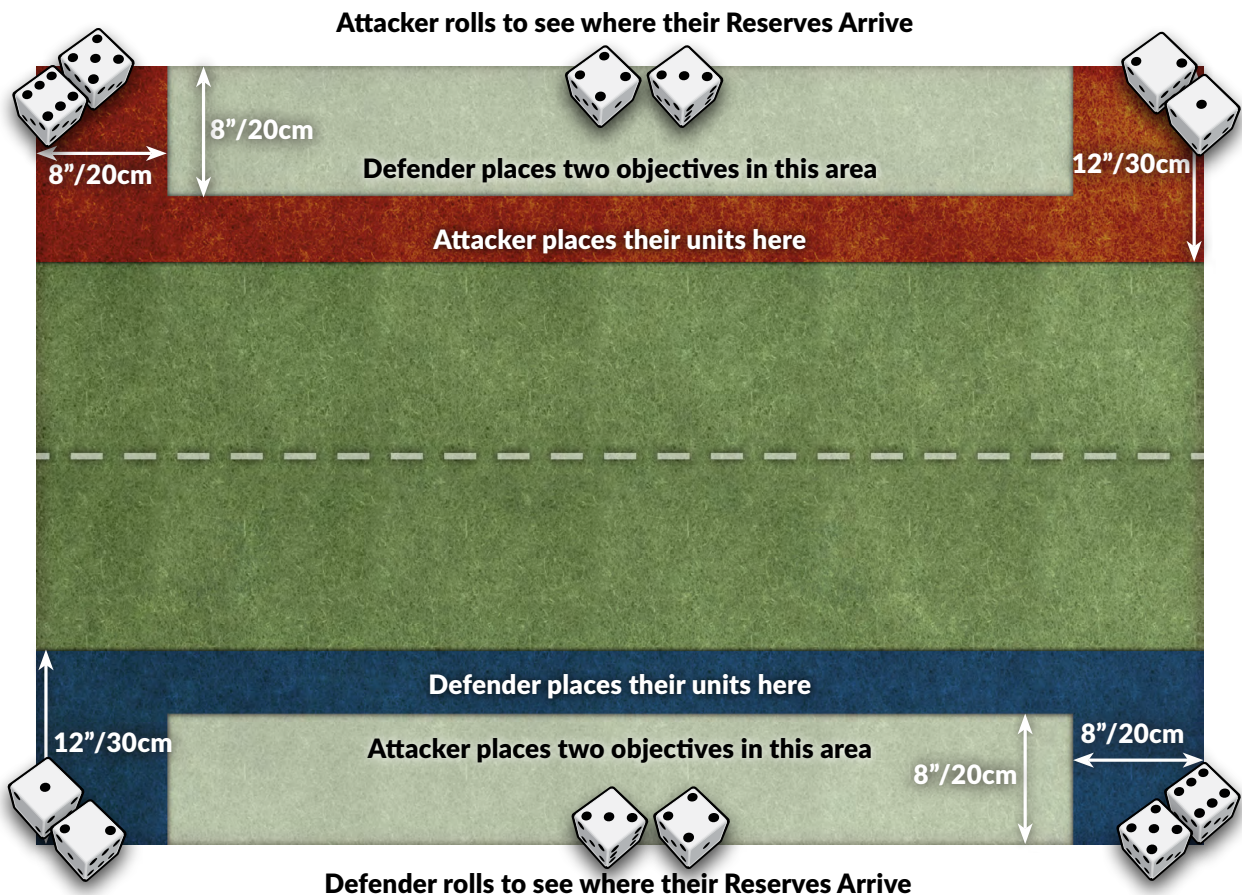 Attacker rolls to see where their Reserves Arrive
8”/20cm
8”/20cm
Defender places two objectives in this area
12”/30cm
Attacker places their units here
Defender places their units here
12”/30cm
Attacker places two objectives in this area
8”/20cm
8”/20cm
Defender rolls to see where their Reserves Arrive